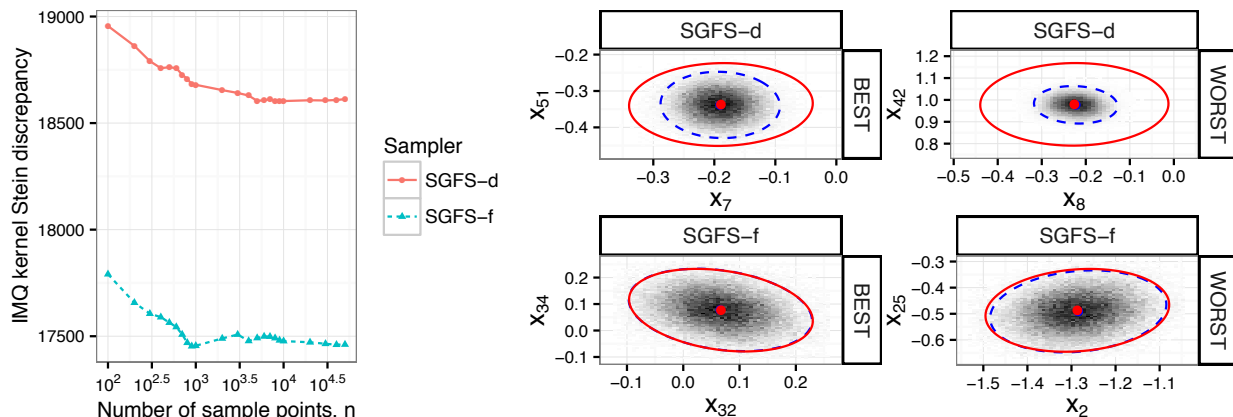 19000
18500
18000
17500
IMQ kernel Stein discrepancy
10^2 10^2.5 10^3 10^3.5 10^4 10^4.5
Number of sample points, n
Sampler
SGFS−d
SGFS−f
SGFS−d
BEST
−0.2
−0.3
−0.4
x51
−0.3 −0.2 −0.1 0.0
x7
SGFS−d
WORST
1.2
1.1
1.0
0.9
0.8
x42
−0.5 −0.4 −0.3 −0.2 −0.1 0.0
x8
SGFS−f
BEST
0.2
0.1
0.0
−0.1
x34
−0.1 0.0 0.1 0.2
x32
SGFS−f
WORST
−0.3
−0.4
−0.5
−0.6
x25
−1.5 −1.4 −1.3 −1.2 −1.1
x2